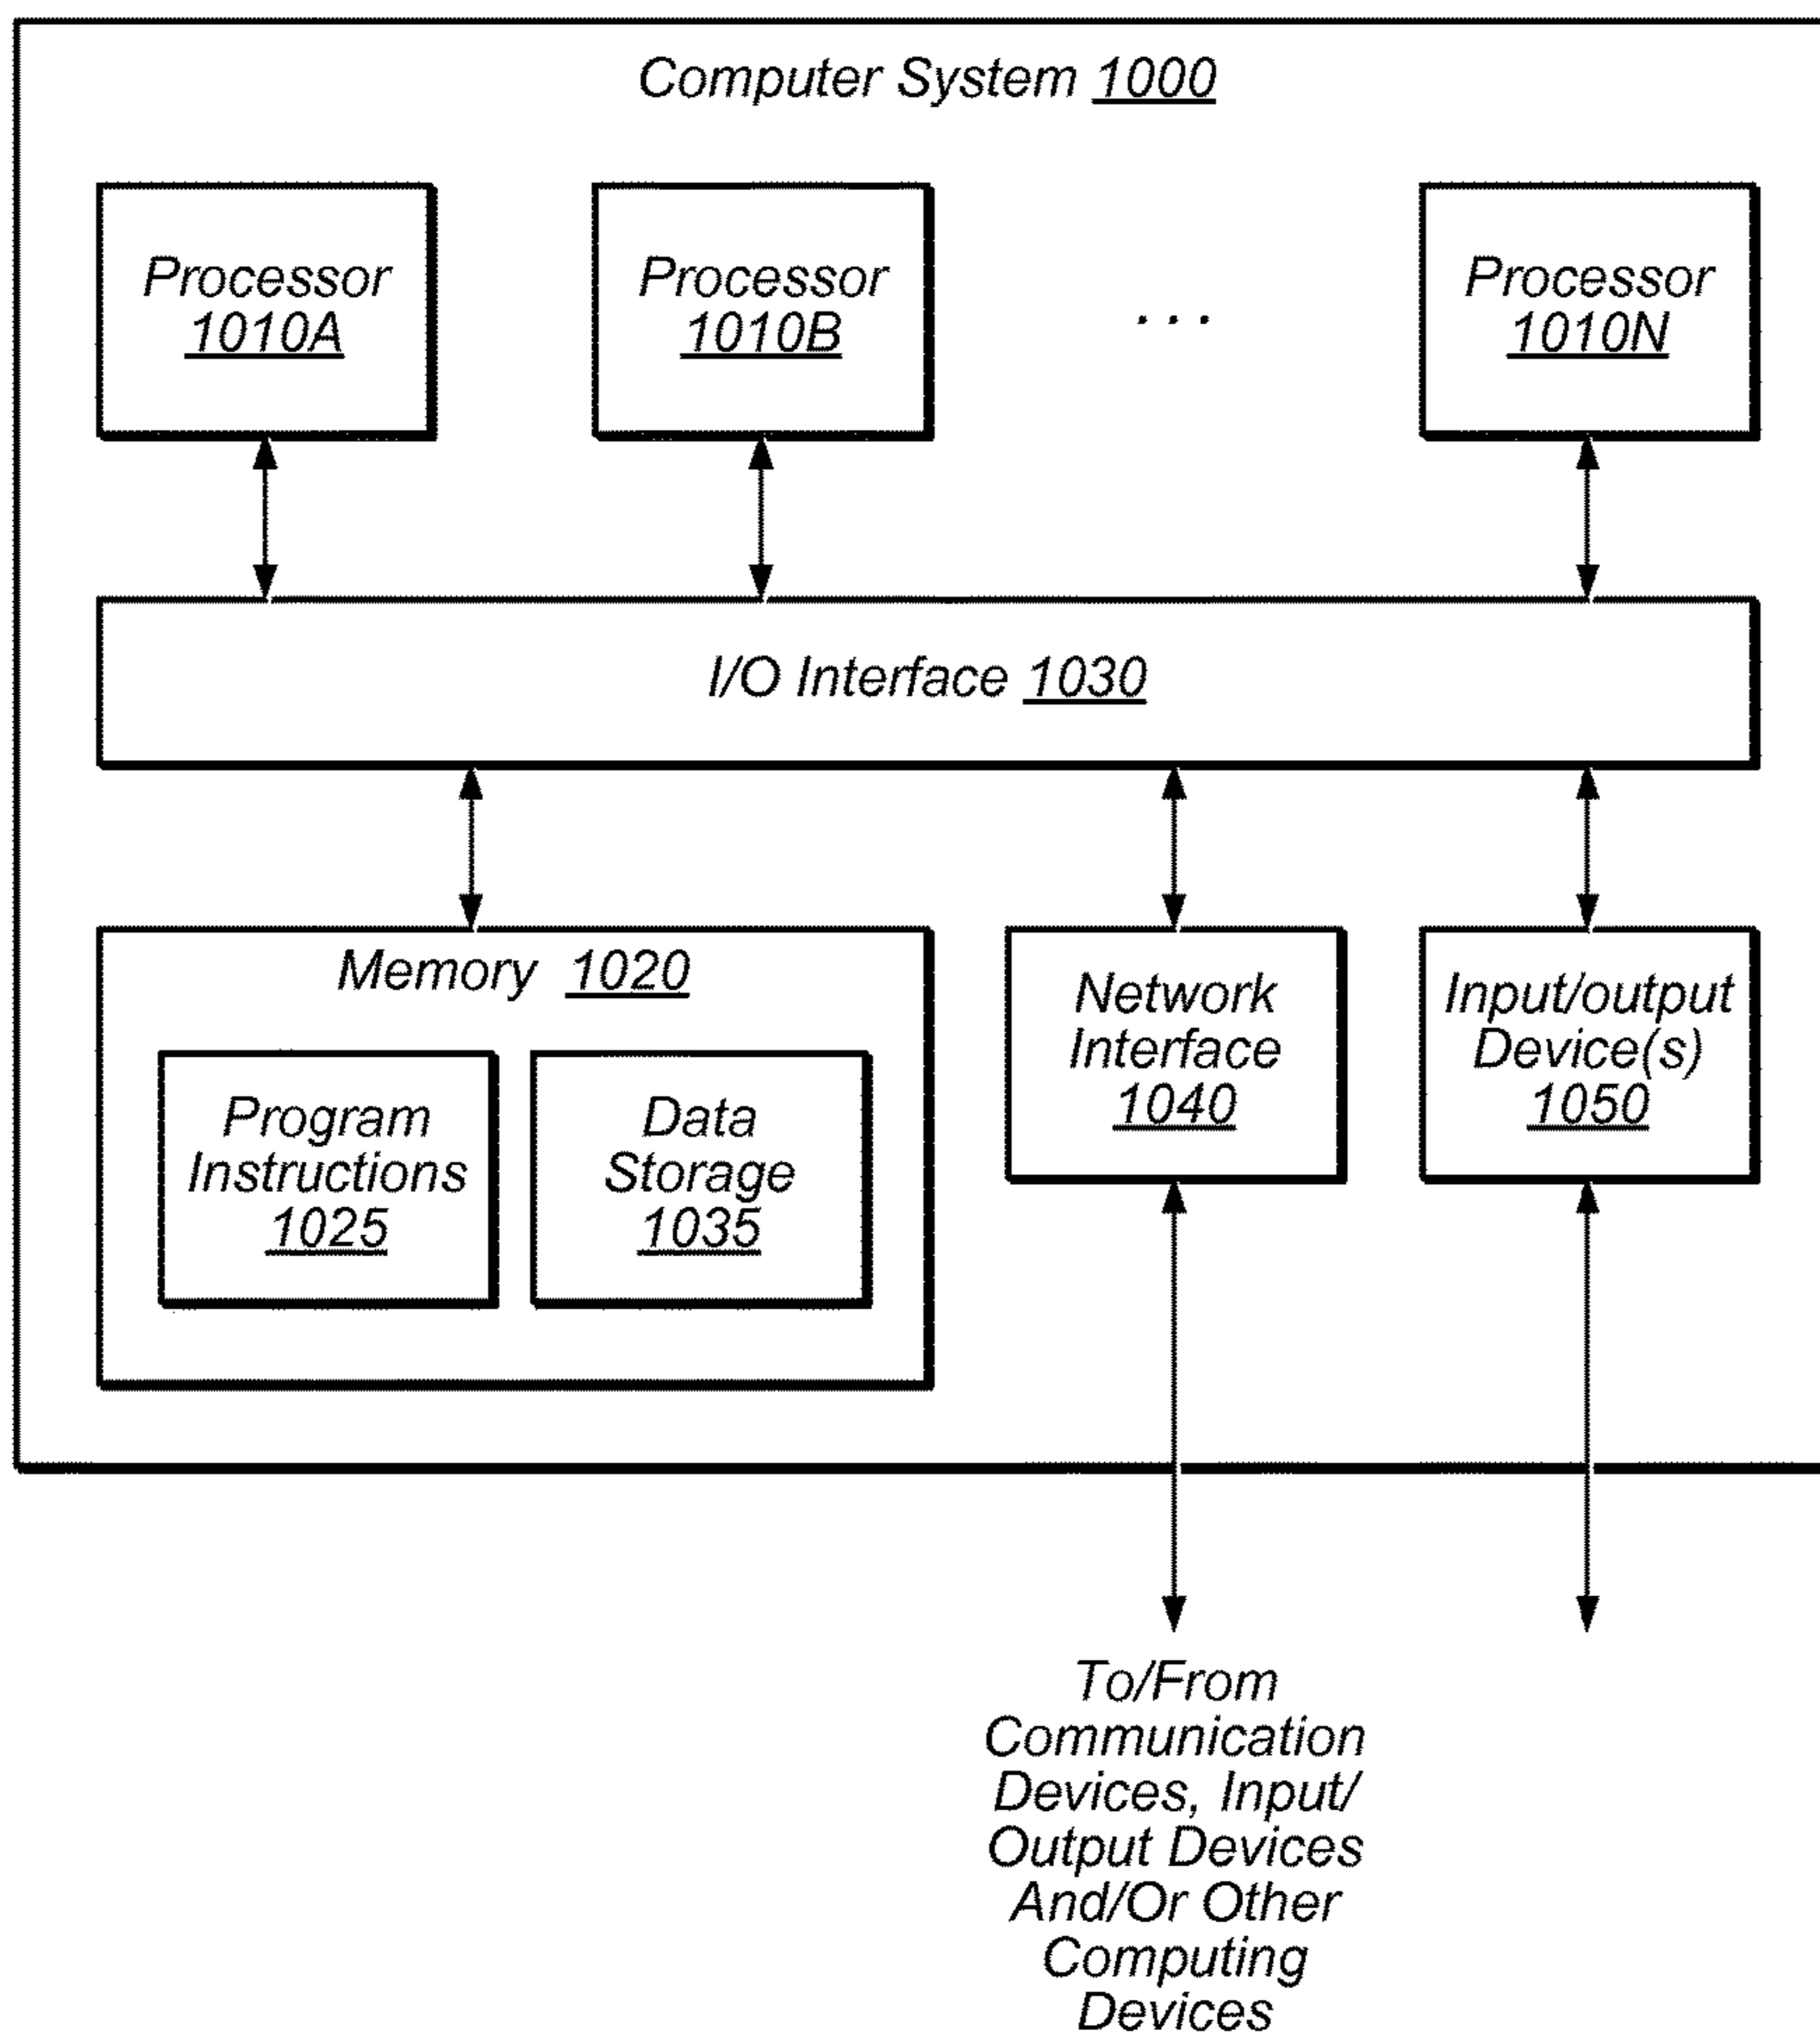 Computer System 1000
Processor
1010A
Processor
1010B
. . .
Processor
1010N
I/O Interface 1030
Memory 1020
Program
Instructions
1025
Data
Storage
1035
Network
Interface
1040
Input/output
Device(s)
1050
To/From
Communication
Devices, Input/
Output Devices
And/Or Other
Computing
Devices